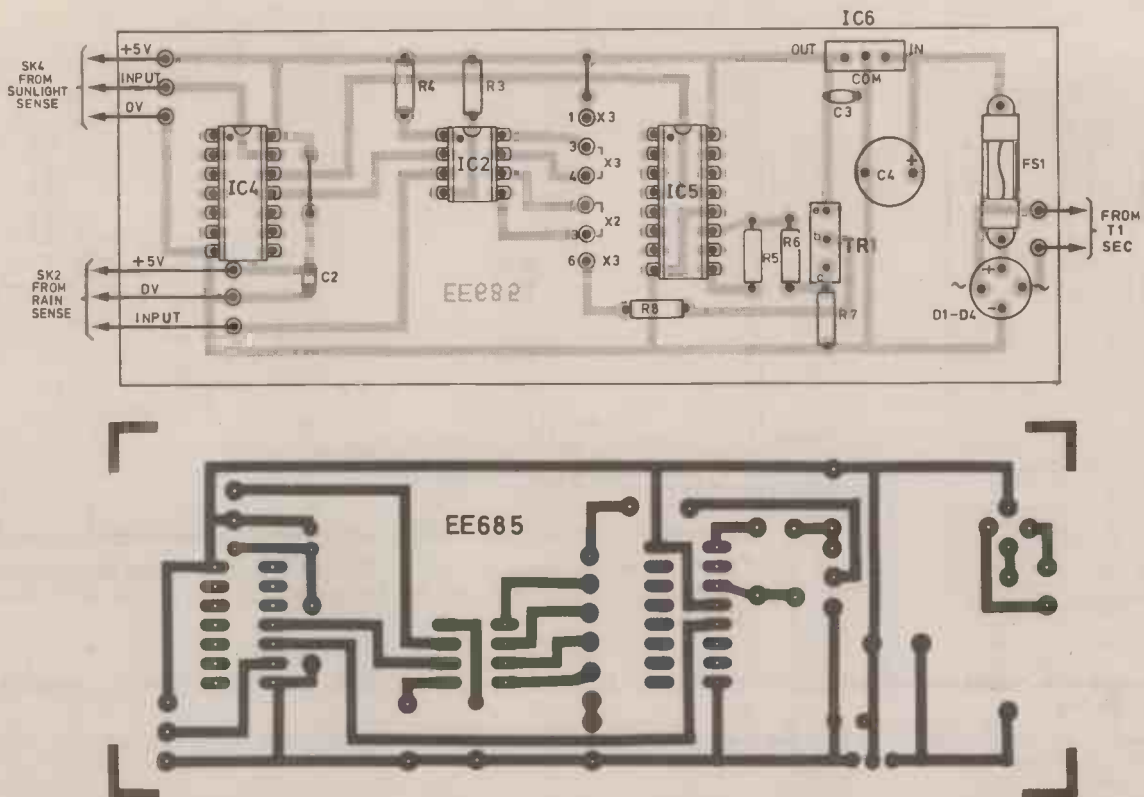 IC6
SK4
FROM
SUNLIGHT
SENSE
+5V
INPUT
0V
OUT
IN
COM
R4
R3
C3
1 X3
3
X3
4
X2
8
6 X3
IC4
IC2
IC5
C4
+
FS1
FROM
T1
SEC
a
b
c
TR1
R5
R6
SK2
FROM
RAIN
SENSE
+5V
0V
INPUT
C2
EE685
R8
R7
~
+
-
~
D1-D4
EE685